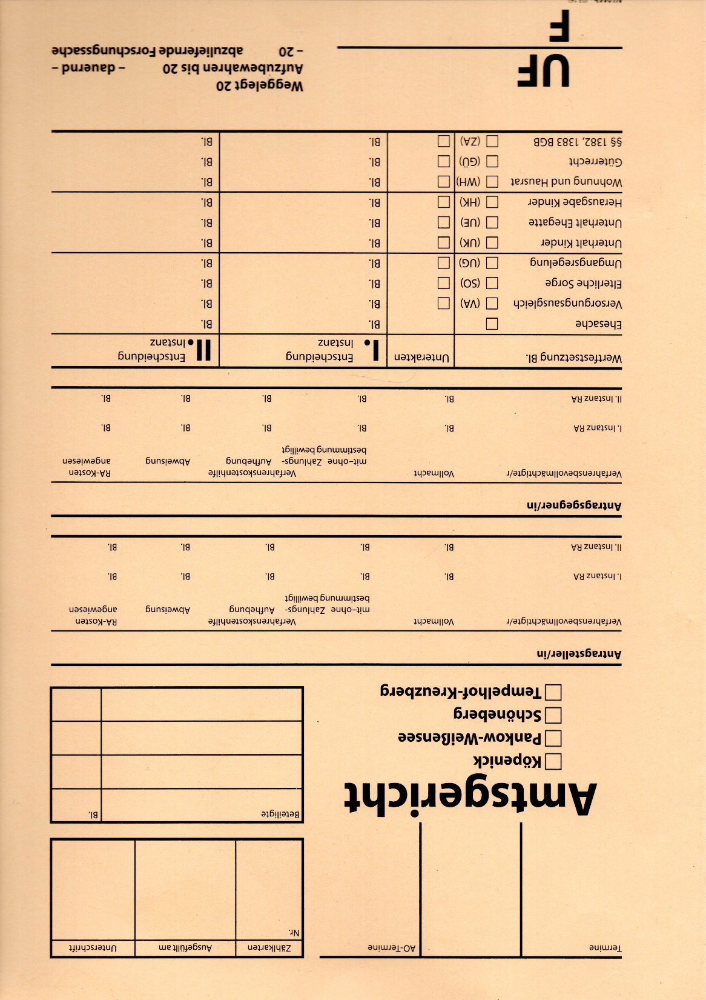 Termine AO-Termine
Zählkarten Ausgefüllt am Unterschrift
Nr.
Amtsgericht
Köpenick
Pankow-Weißensee
Schöneberg
Tempelhof-Kreuzberg
Beteiligte Bl.
Antragsteller/in
Verfahrensbevollmächtigte/r Vollmacht Verfahrenskostenhilfe RA-Kosten
mit–ohne Zahlungs- Aufhebung Abweisung angewiesen
bestimmung bewilligt
I. Instanz RA Bl. Bl. Bl. Bl. Bl.
II. Instanz RA Bl. Bl. Bl. Bl. Bl.
Antragsgegner/in
Verfahrensbevollmächtigte/r Vollmacht Verfahrenskostenhilfe RA-Kosten
mit–ohne Zahlungs- Aufhebung Abweisung angewiesen
bestimmung bewilligt
I. Instanz RA Bl. Bl. Bl. Bl. Bl.
II. Instanz RA Bl. Bl. Bl. Bl. Bl.
Wertfestsetzung Bl. Unterakten I. Entscheidung Instanz II. Entscheidung Instanz
Ehesache Bl. Bl.
Versorgungsausgleich (VA) Bl. Bl.
Elterliche Sorge (SO) Bl. Bl.
Umgangsregelung (UG) Bl. Bl.
Unterhalt Kinder (UK) Bl. Bl.
Unterhalt Ehegatte (UE) Bl. Bl.
Herausgabe Kinder (HK) Bl. Bl.
Wohnung und Hausrat (WH) Bl. Bl.
Güterrecht (GÜ) Bl. Bl.
§§ 1382, 1383 BGB (ZA) Bl. Bl.
UF
F
Weggelegt 20
Aufzubewahren bis 20 – dauernd –
– 20 abzuliefernde Forschungssache